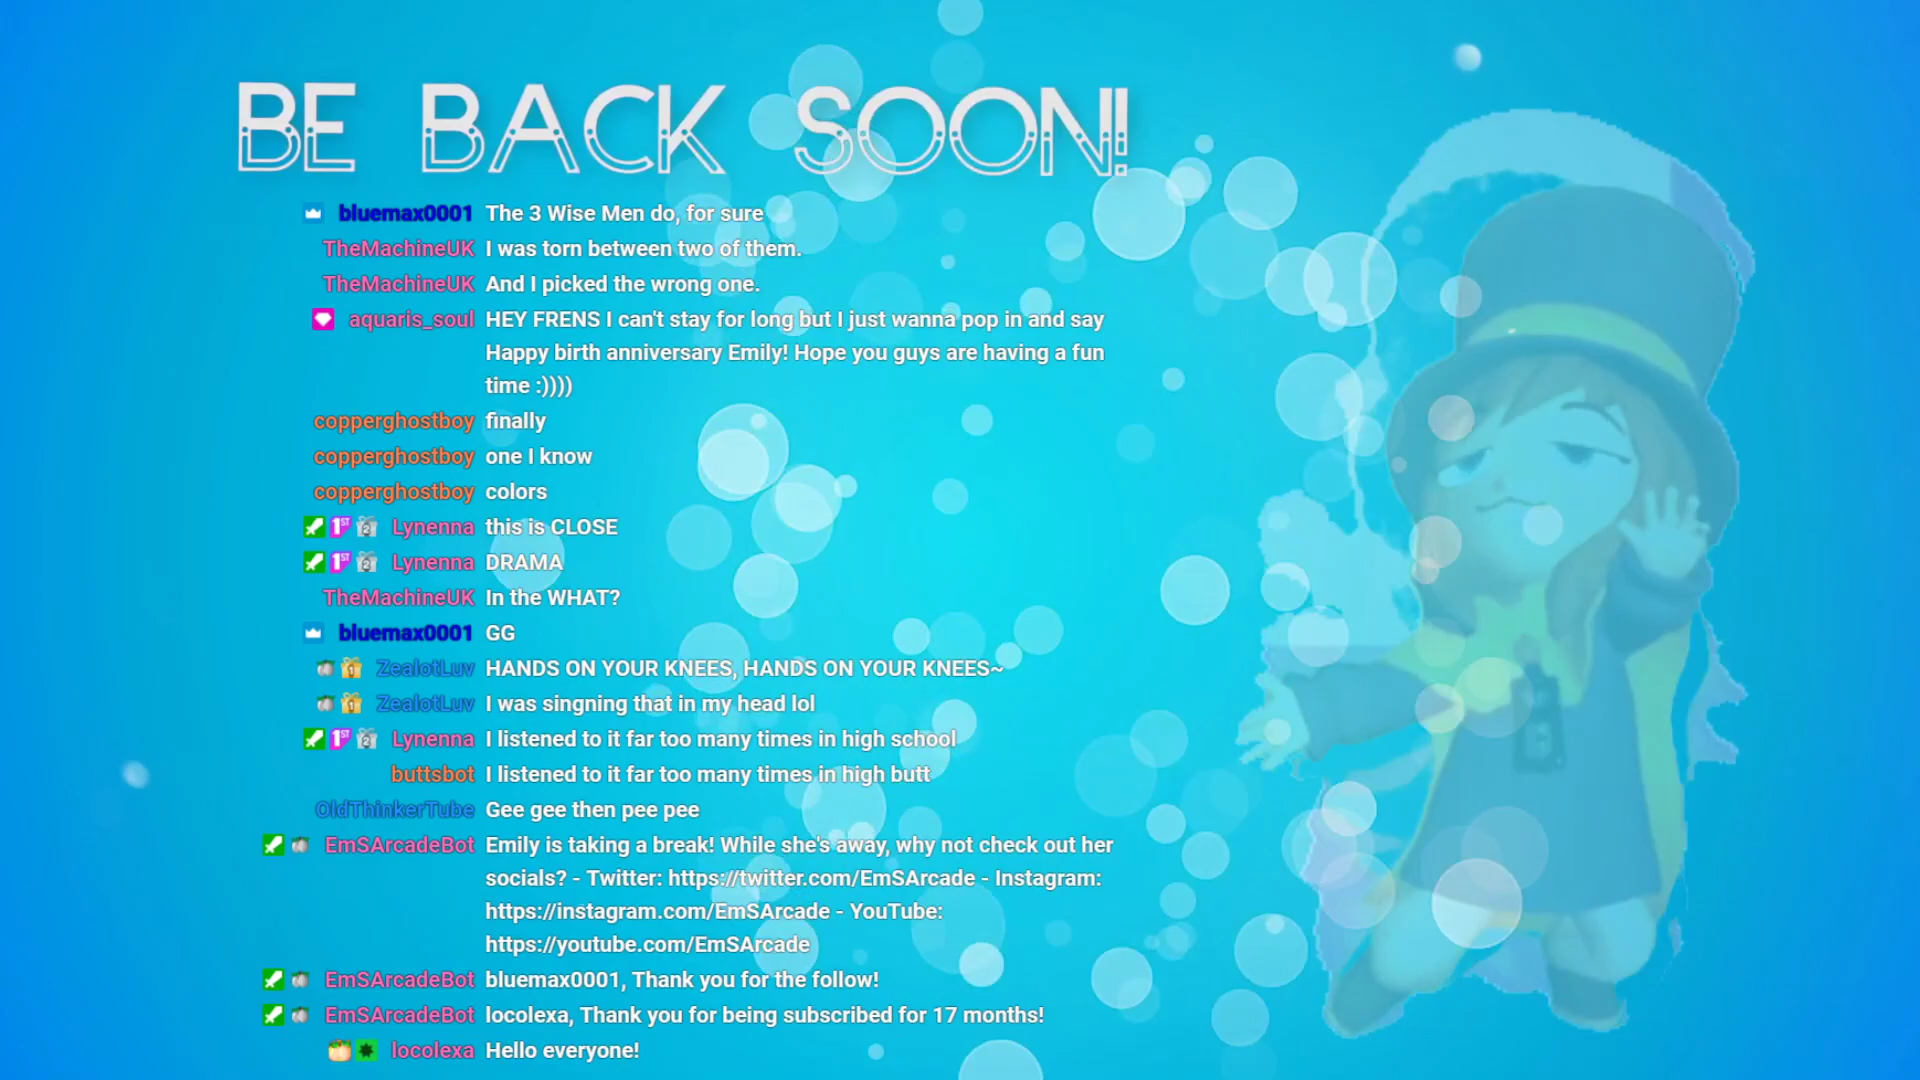 BE BACK SOON!
bluemax0001 The 3 Wise Men do, for sure
TheMachineUK I was torn between two of them.
TheMachineUK And I picked the wrong one.
aquaris_soul HEY FRENS I can't stay for long but I just wanna pop in and say
Happy birth anniversary Emily! Hope you guys are having a fun
time :))))
copperghostboy finally
copperghostboy one I know
copperghostboy colors
1ST 2 Lynenna this is CLOSE
1ST 2 Lynenna DRAMA
TheMachineUK In the WHAT?
bluemax0001 GG
1 ZealotLuv HANDS ON YOUR KNEES, HANDS ON YOUR KNEES~
1 ZealotLuv I was singning that in my head lol
1ST 2 Lynenna I listened to it far too many times in high school
buttsbot I listened to it far too many times in high butt
OldThinkerTube Gee gee then pee pee
EmSArcadeBot Emily is taking a break! While she's away, why not check out her
socials? - Twitter: https://twitter.com/EmSArcade - Instagram:
https://instagram.com/EmSArcade - YouTube:
https://youtube.com/EmSArcade
EmSArcadeBot bluemax0001, Thank you for the follow!
EmSArcadeBot locolexa, Thank you for being subscribed for 17 months!
locolexa Hello everyone!